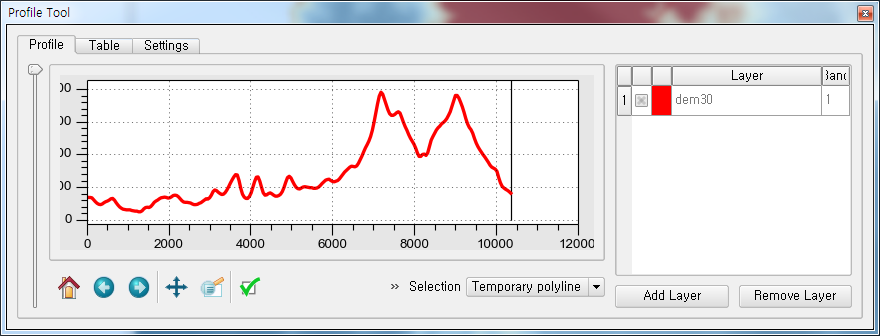 Profile Tool
Profile Table Settings
00
00
00
00
0
0 2000 4000 6000 8000 10000 12000
» Selection Temporary polyline
Layer Band
1 dem30 1
Add Layer Remove Layer